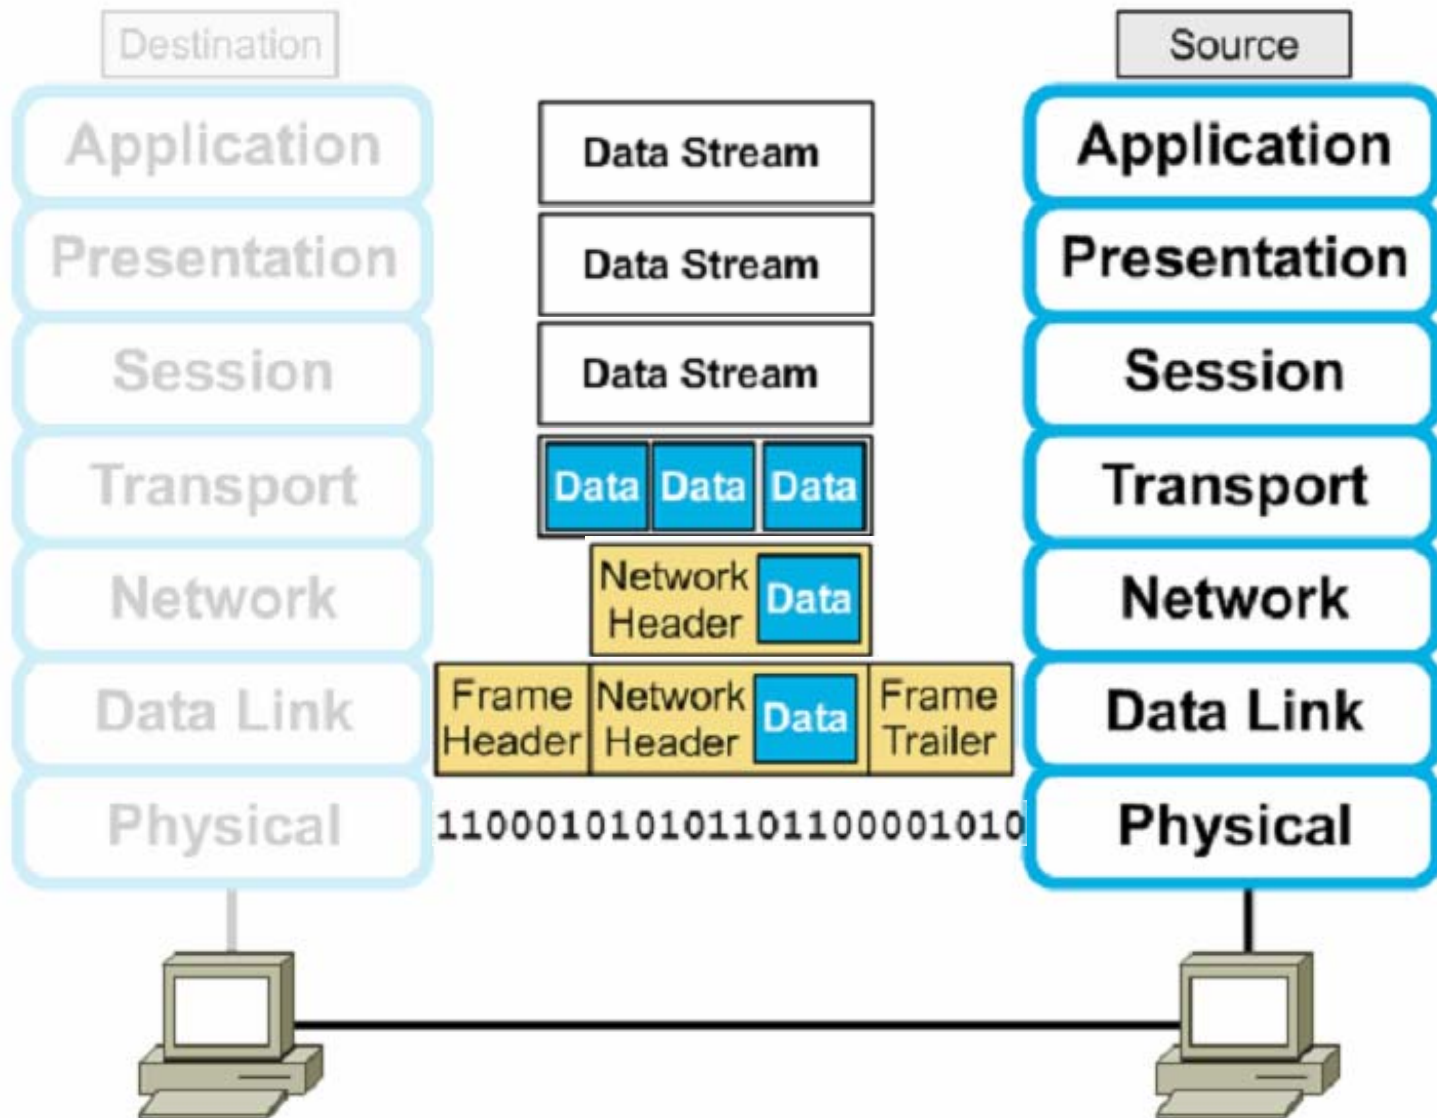 Destination
Source
Application
Data Stream
Application
Presentation
Data Stream
Presentation
Session
Data Stream
Session
Transport
Data Data Data
Transport
Network
Network
Header
Data
Network
Data Link
Frame
Header
Network
Header
Data
Frame
Trailer
Data Link
Physical
110001010101101100001010
Physical